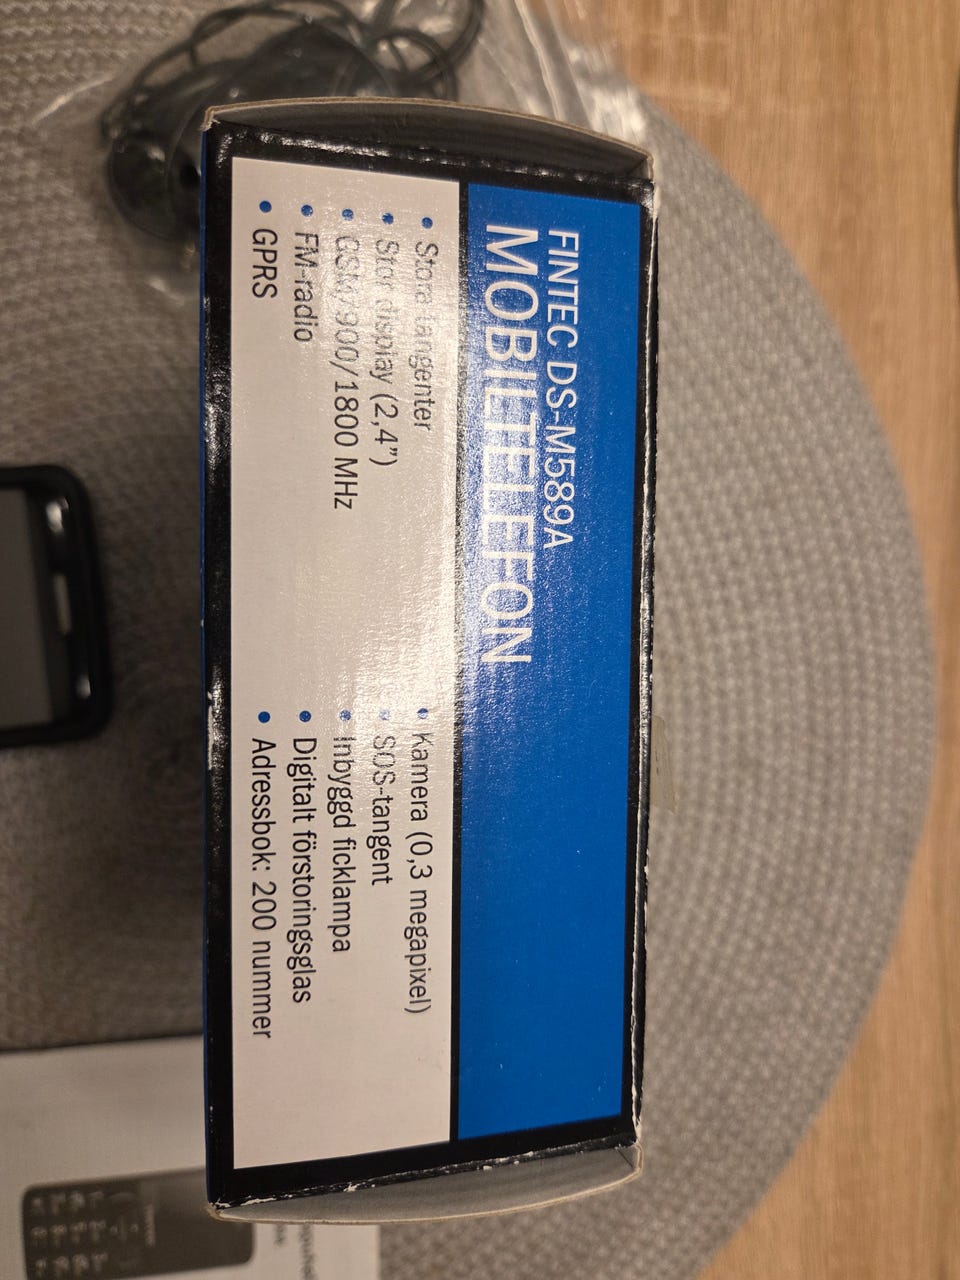 FINTEC DS-M589A
MOBILTELEFON
• Stora tangenter
• Stor display (2,4”)
• GSM/900/1800 MHz
• FM-radio
• GPRS
• Kamera (0,3 megapixel)
• SOS-tangent
• Inbyggd ficklampa
• Digitalt förstoringsglas
• Adressbok: 200 nummer